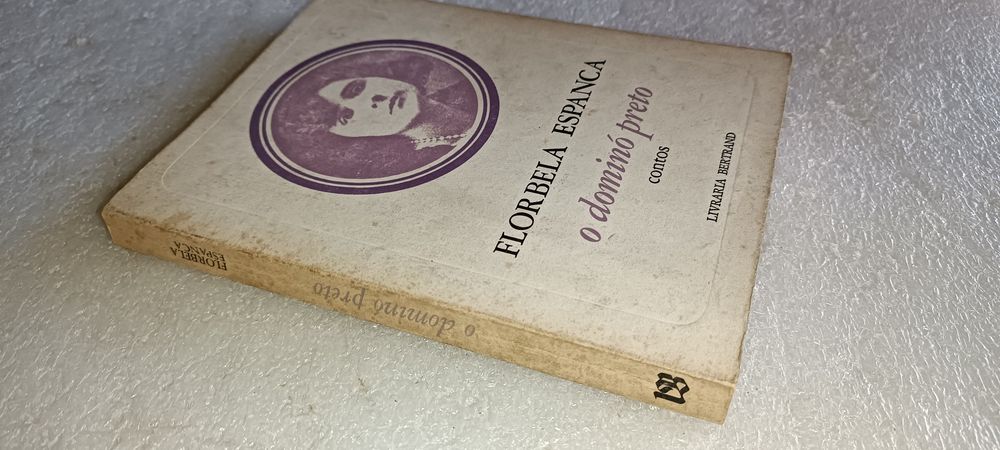 FLORBELA ESPANCA
o dominó preto
contos
LIVRARIA BERTRAND
FLORBELA
ESPANCA
o dominó preto